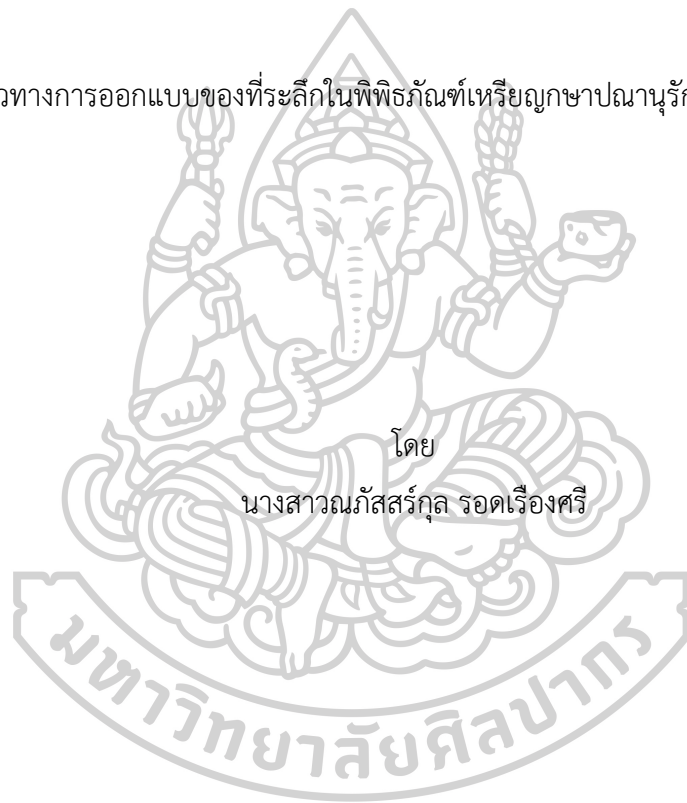 วทางการออกแบบของที่ระลึกในพิพิธภัณฑ์เหรียญกษาปณานุรัก
โดย
นางสาวณภัสสร์กุล รอดเรืองศรี
มหาวิทยาลัยศิลปากร